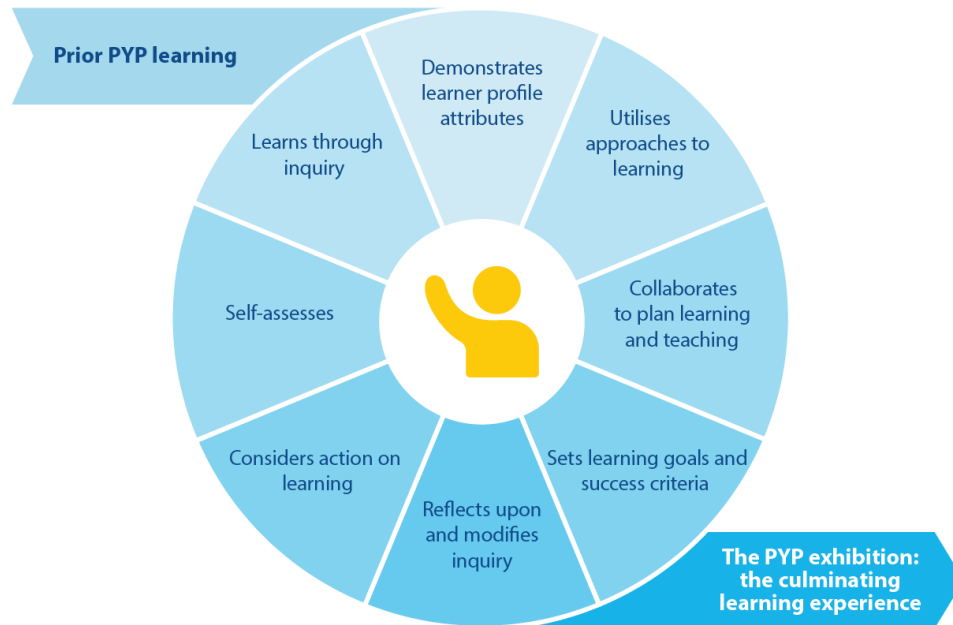 Prior PYP learning
Demonstrates
learner profile
attributes
Utilises
approaches to
learning
Collaborates
to plan learning
and teaching
Sets learning goals and
success criteria
Reflects upon
and modifies
inquiry
Considers action on
learning
Self-assesses
Learns through
inquiry
The PYP exhibition:
the culminating
learning experience